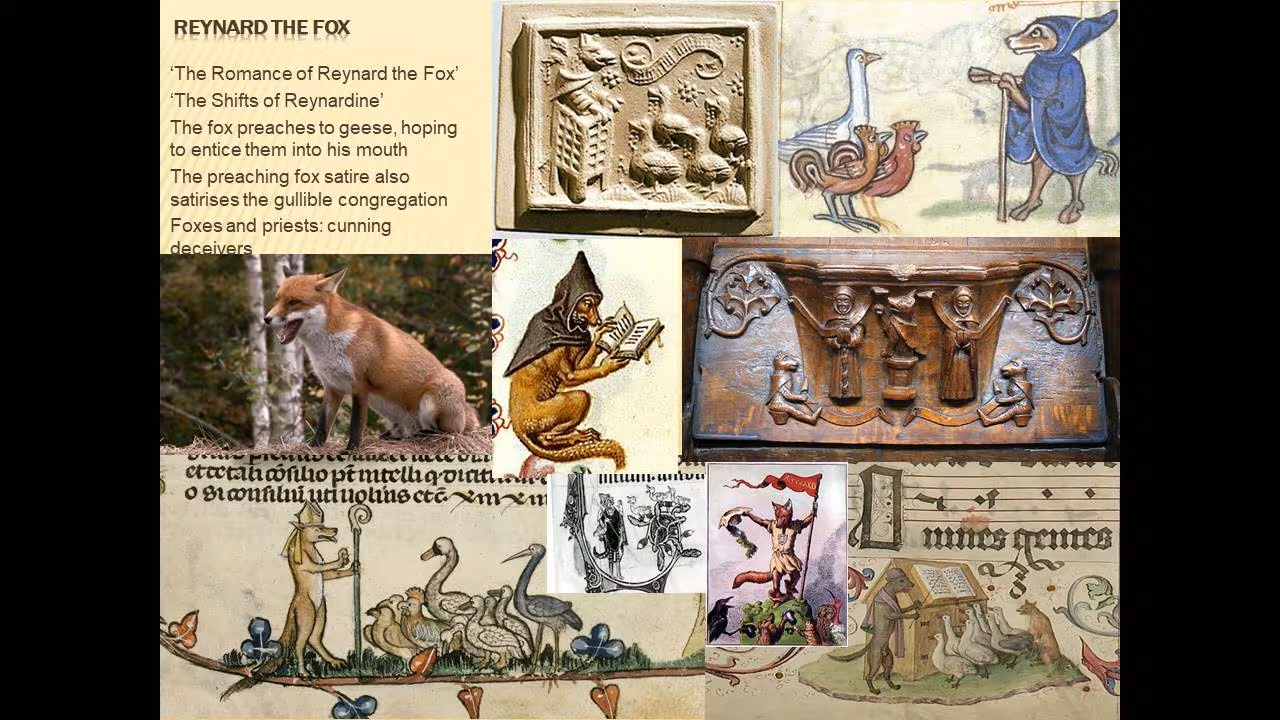 REYNARD THE FOX
‘The Romance of Reynard the Fox’
‘The Shifts of Reynardine’
The fox preaches to geese, hoping
to entice them into his mouth
The preaching fox satire also
satirises the gullible congregation
Foxes and priests: cunning
deceivers
REYNARD
omnes gentes